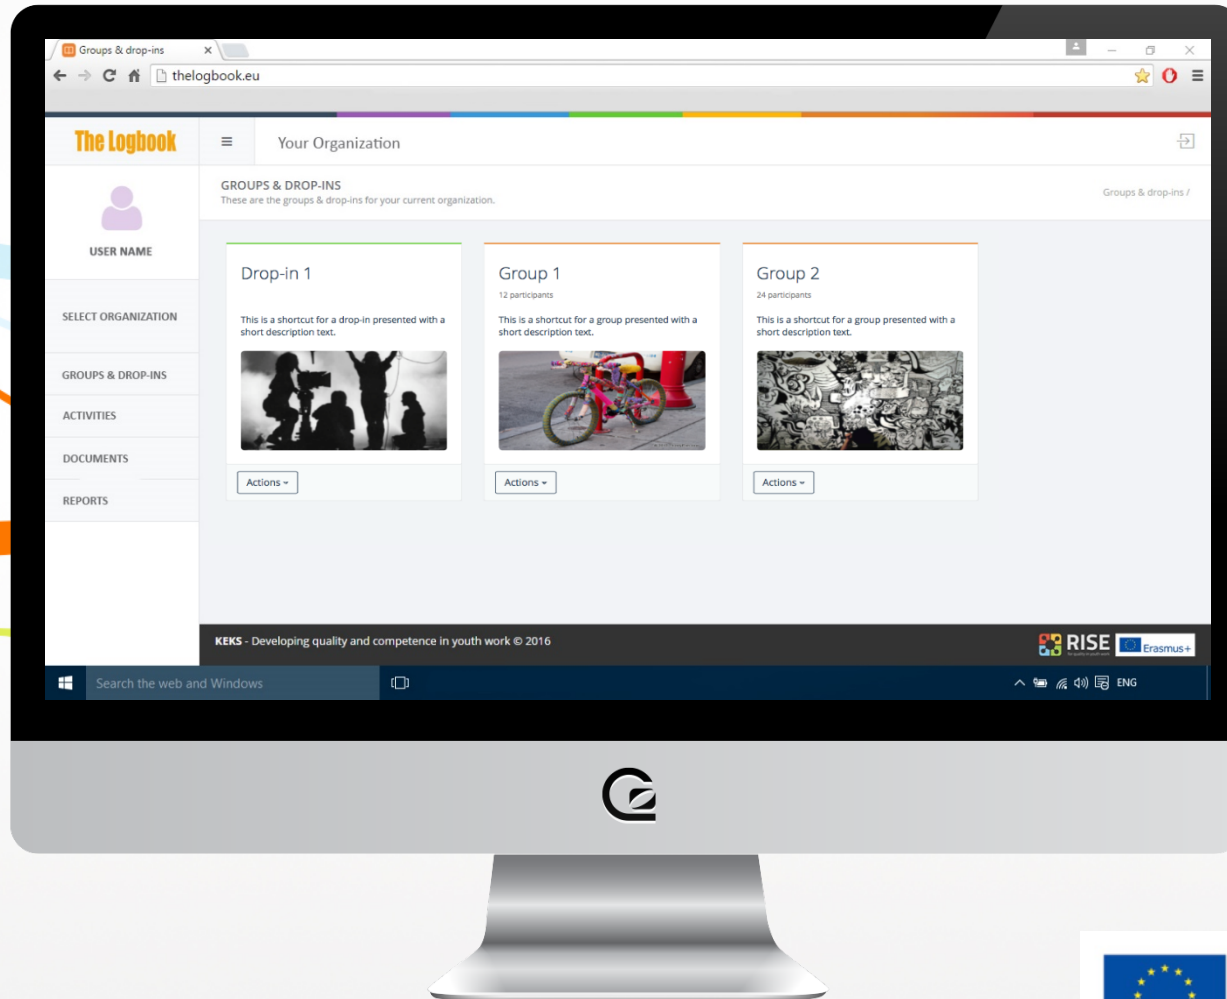 Groups & drop-ins
thelogbook.eu
The Logbook
Your Organization
USER NAME
SELECT ORGANIZATION
GROUPS & DROP-INS
ACTIVITIES
DOCUMENTS
REPORTS
GROUPS & DROP-INS
These are the groups & drop-ins for your current organization.
Groups & drop-ins /
Drop-in 1
This is a shortcut for a drop-in presented with a
short description text.
Actions
Group 1
12 participants
This is a shortcut for a group presented with a
short description text.
Actions
Group 2
24 participants
This is a shortcut for a group presented with a
short description text.
Actions
KEKS - Developing quality and competence in youth work © 2016
RISE
Erasmus+
Search the web and Windows
ENG